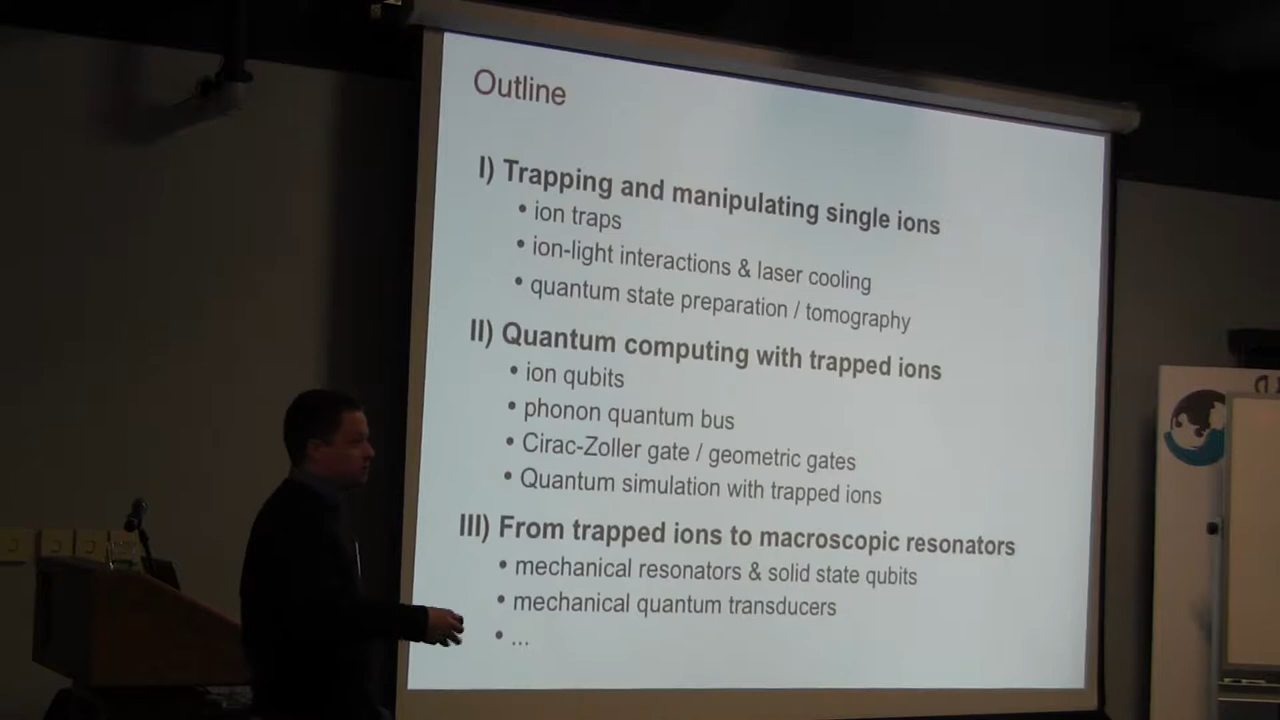 Outline
I) Trapping and manipulating single ions
• ion traps
• ion-light interactions & laser cooling
• quantum state preparation / tomography
II) Quantum computing with trapped ions
• ion qubits
• phonon quantum bus
• Cirac-Zoller gate / geometric gates
• Quantum simulation with trapped ions
III) From trapped ions to macroscopic resonators
• mechanical resonators & solid state qubits
• mechanical quantum transducers
• ...